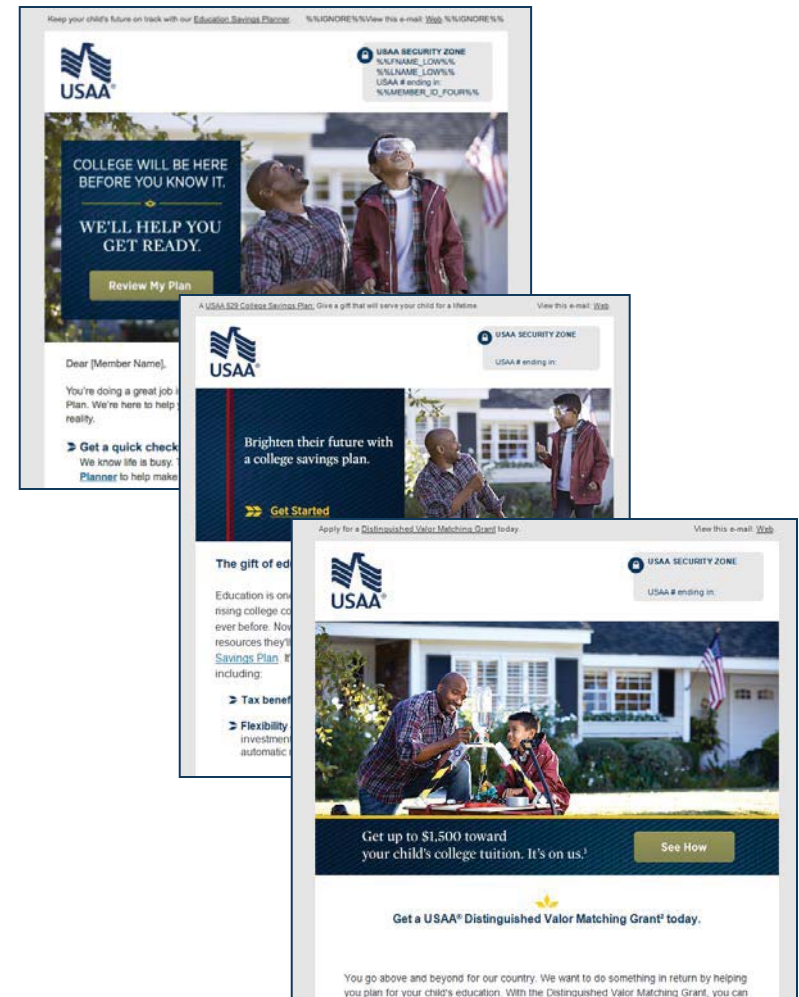 Keep your child's future on track with our Education Savings Planner. %%IGNORE%%View this e-mail: Web %%IGNORE%%
USAA®
USAA SECURITY ZONE
%%FNAME_LOW%%
%%LNAME_LOW%%
USAA # ending in:
%%MEMBER_ID_FOUR%%
COLLEGE WILL BE HERE
BEFORE YOU KNOW IT.
WE'LL HELP YOU
GET READY.
Review My Plan
Dear [Member Name],
You're doing a great job
Plan. We're here to help
reality.
Get a quick check
We know life is busy.
Planner to help make
A USAA 529 College Savings Plan: Give a gift that will serve your child for a lifetime View this e-mail: Web.
USAA®
USAA SECURITY ZONE
USAA # ending in:
Brighten their future with
a college savings plan.
Get Started
The gift of
Education is
rising college
ever before. Now
resources they'll
Savings Plan.
including:
Tax
Flexibility
investment
automatic
Apply for a Distinguished Valor Matching Grant today. View this e-mail: Web.
USAA®
USAA SECURITY ZONE
USAA # ending in:
Get up to $1,500 toward
your child's college tuition. It's on us.¹
See How
Get a USAA® Distinguished Valor Matching Grant² today.
You go above and beyond for our country. We want to do something in return by helping
you plan for your child's education. With the Distinguished Valor Matching Grant, you can